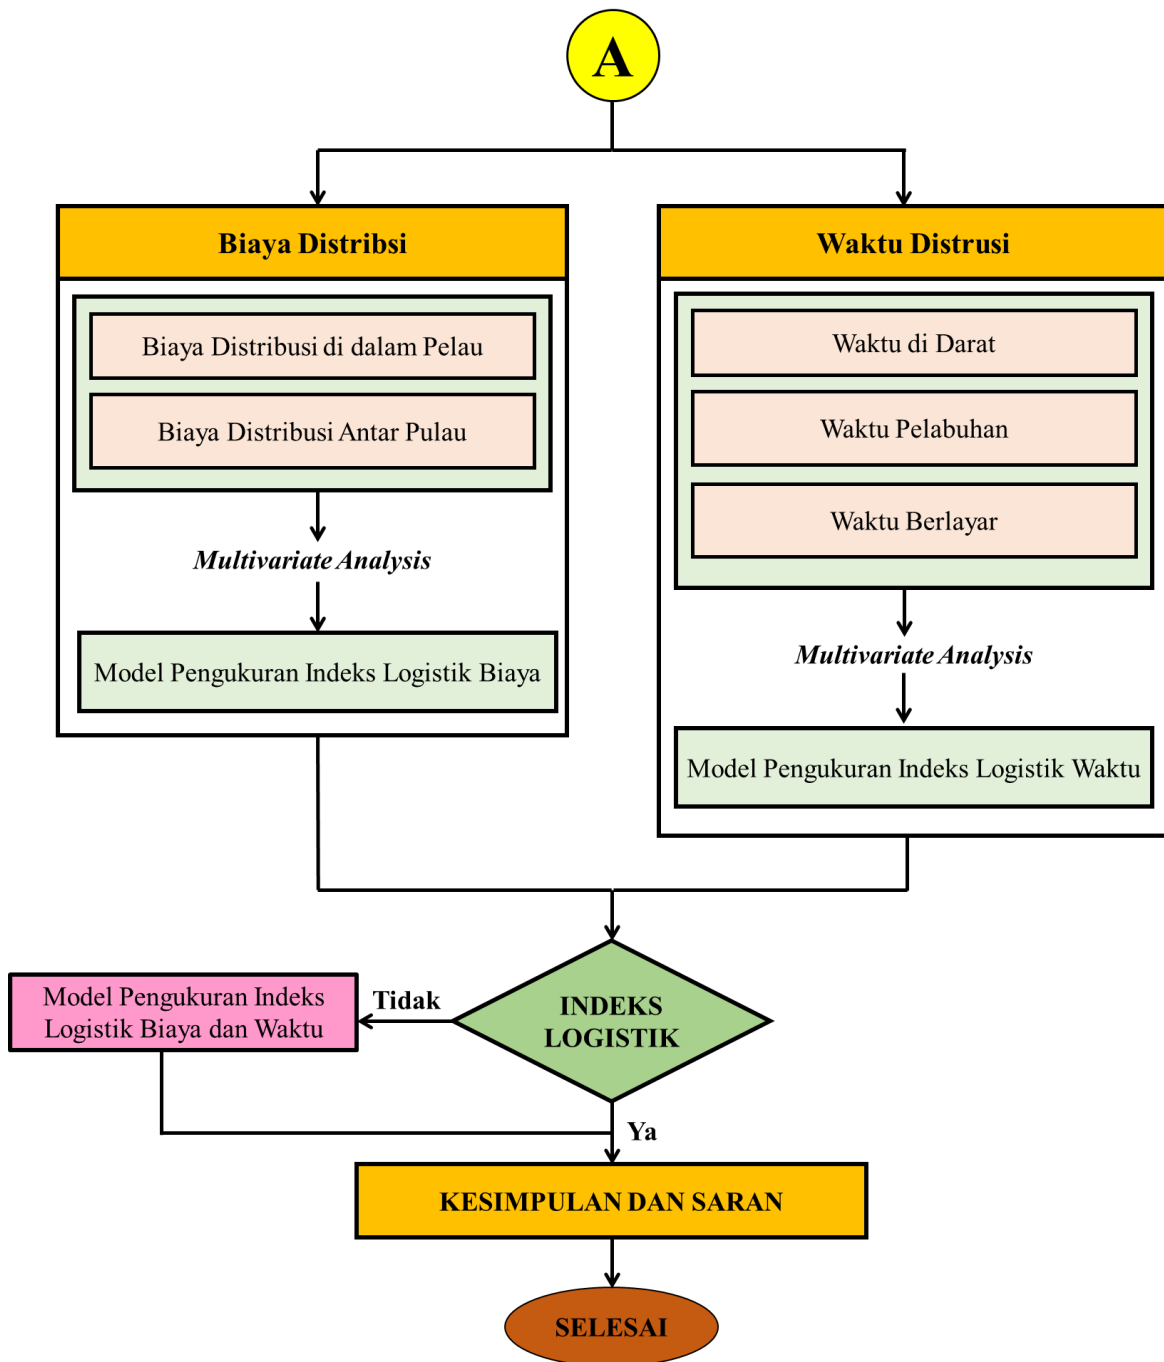 A
Biaya Distribsi
Biaya Distribusi di dalam Pelau
Biaya Distribusi Antar Pulau
Multivariate Analysis
Model Pengukuran Indeks Logistik Biaya
Waktu Distrusi
Waktu di Darat
Waktu Pelabuhan
Waktu Berlayar
Multivariate Analysis
Model Pengukuran Indeks Logistik Waktu
INDEKS
LOGISTIK
Tidak
Model Pengukuran Indeks
Logistik Biaya dan Waktu
Ya
KESIMPULAN DAN SARAN
SELESAI